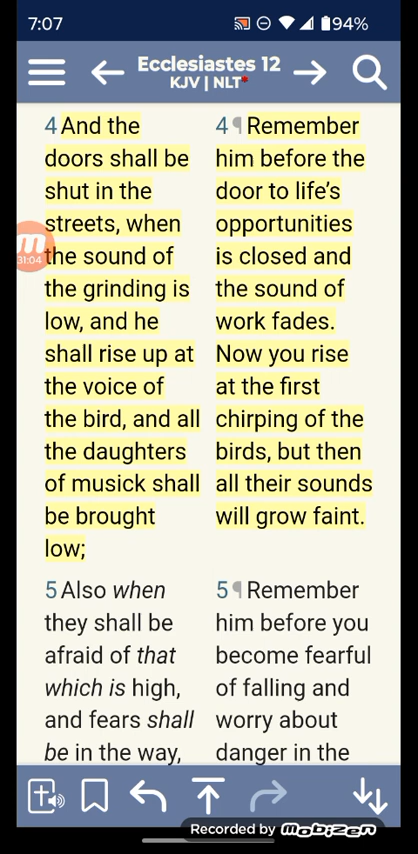 7:07
94%
Ecclesiastes 12
KJV | NLT*
4 And the
doors shall be
shut in the
streets, when
the sound of
the grinding is
low, and he
shall rise up at
the voice of
the bird, and all
the daughters
of musick shall
be brought
low;
5 Also when
they shall be
afraid of that
which is high,
and fears shall
be in the way,
4 ¶ Remember
him before the
door to life’s
opportunities
is closed and
the sound of
work fades.
Now you rise
at the first
chirping of the
birds, but then
all their sounds
will grow faint.
5 ¶ Remember
him before you
become fearful
of falling and
worry about
danger in the
31:04
Recorded by mobizen